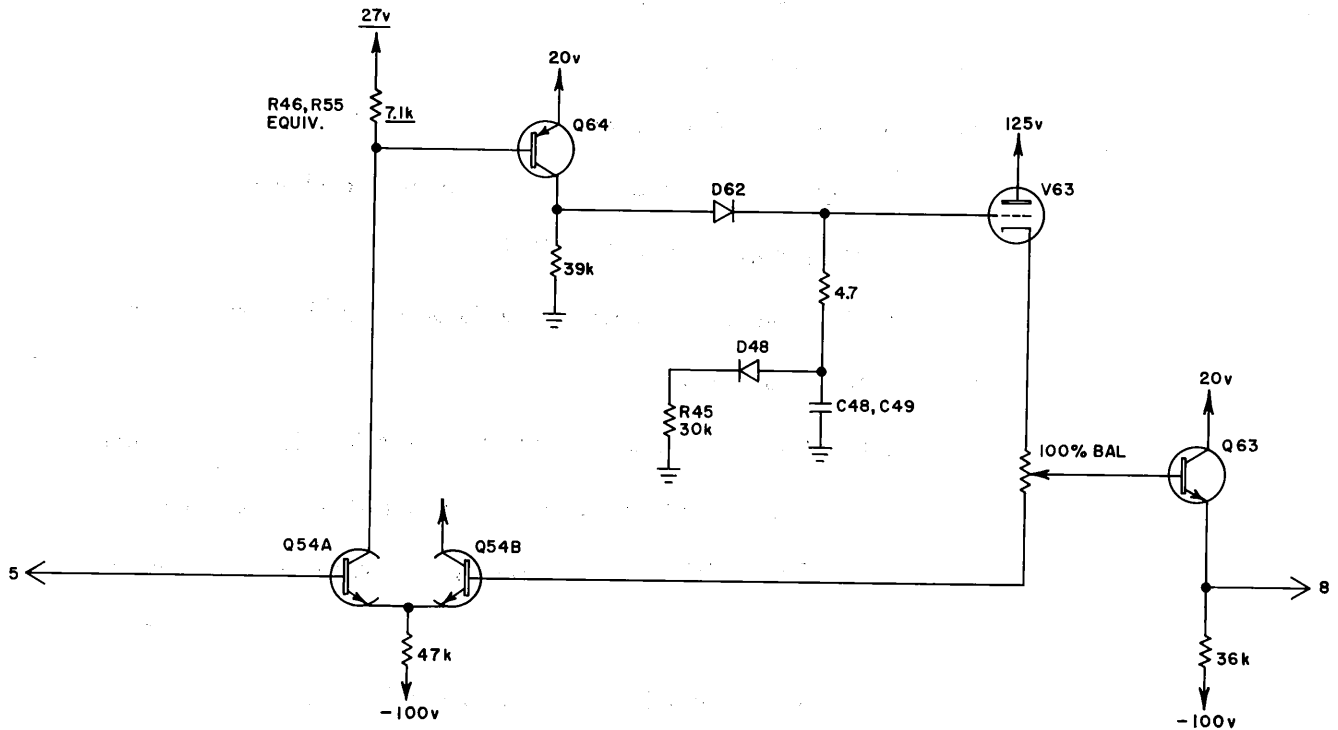 27v
20v
R46, R55
EQUIV.
7.1k
Q64
125v
D62
V63
39k
4.7
D48
20v
R45
30k
C48, C49
Q63
100% BAL
Q54A
Q54B
5
8
47k
36k
-100v
-100v